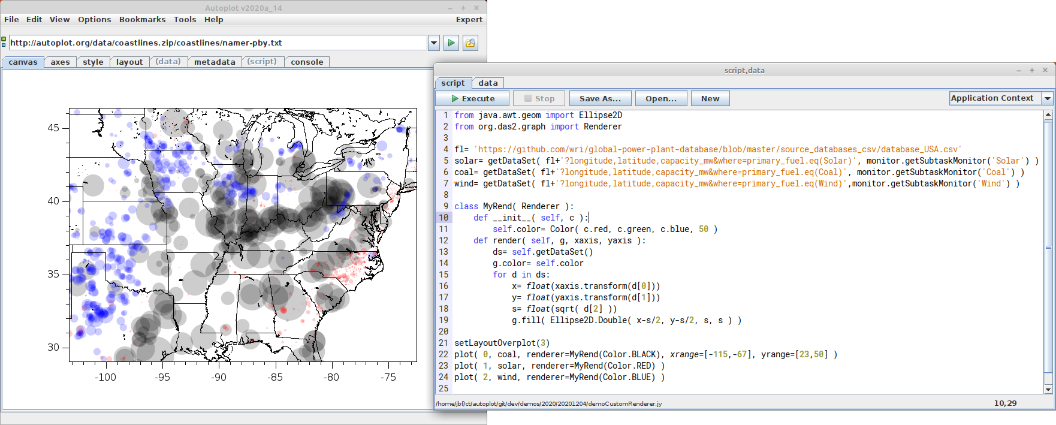 Autoplot v2020a_14
File Edit View Options Bookmarks Tools Help Expert
http://autoplot.org/data/coastlines.zip/coastlines/namer-pby.txt
canvas axes style layout (data) metadata (script) console
45
40
35
30
-100 -95 -90 -85 -80 -75
script,data
script data
Execute Stop Save As... Open... New Application Context
1 from java.awt.geom import Ellipse2D
2 from org.das2.graph import Renderer
3
4 fl= 'https://github.com/wri/global-power-plant-database/blob/master/source_databases_csv/database_USA.csv'
5 solar= getDataSet( fl+'?longitude,latitude,capacity_mw&where=primary_fuel.eq(Solar)', monitor.getSubtaskMonitor('Solar') )
6 coal= getDataSet( fl+'?longitude,latitude,capacity_mw&where=primary_fuel.eq(Coal)', monitor.getSubtaskMonitor('Coal') )
7 wind= getDataSet( fl+'?longitude,latitude,capacity_mw&where=primary_fuel.eq(Wind)',monitor.getSubtaskMonitor('Wind') )
8
9 class MyRend( Renderer ):
10 def __init__( self, c ):
11 self.color= Color( c.red, c.green, c.blue, 50 )
12 def render( self, g, xaxis, yaxis ):
13 ds= self.getDataSet()
14 g.color= self.color
15 for d in ds:
16 x= float(xaxis.transform(d[0]))
17 y= float(yaxis.transform(d[1]))
18 s= float(sqrt( d[2] ))
19 g.fill( Ellipse2D.Double( x-s/2, y-s/2, s, s ) )
20
21 setLayoutOverplot(3)
22 plot( 0, coal, renderer=MyRend(Color.BLACK), xrange=[-115,-67], yrange=[23,50] )
23 plot( 1, solar, renderer=MyRend(Color.RED) )
24 plot( 2, wind, renderer=MyRend(Color.BLUE) )
25
/home/jbf/ct/autoplot/git/dev/demos/2020/20201204/demoCustomRenderer.jy 10,29